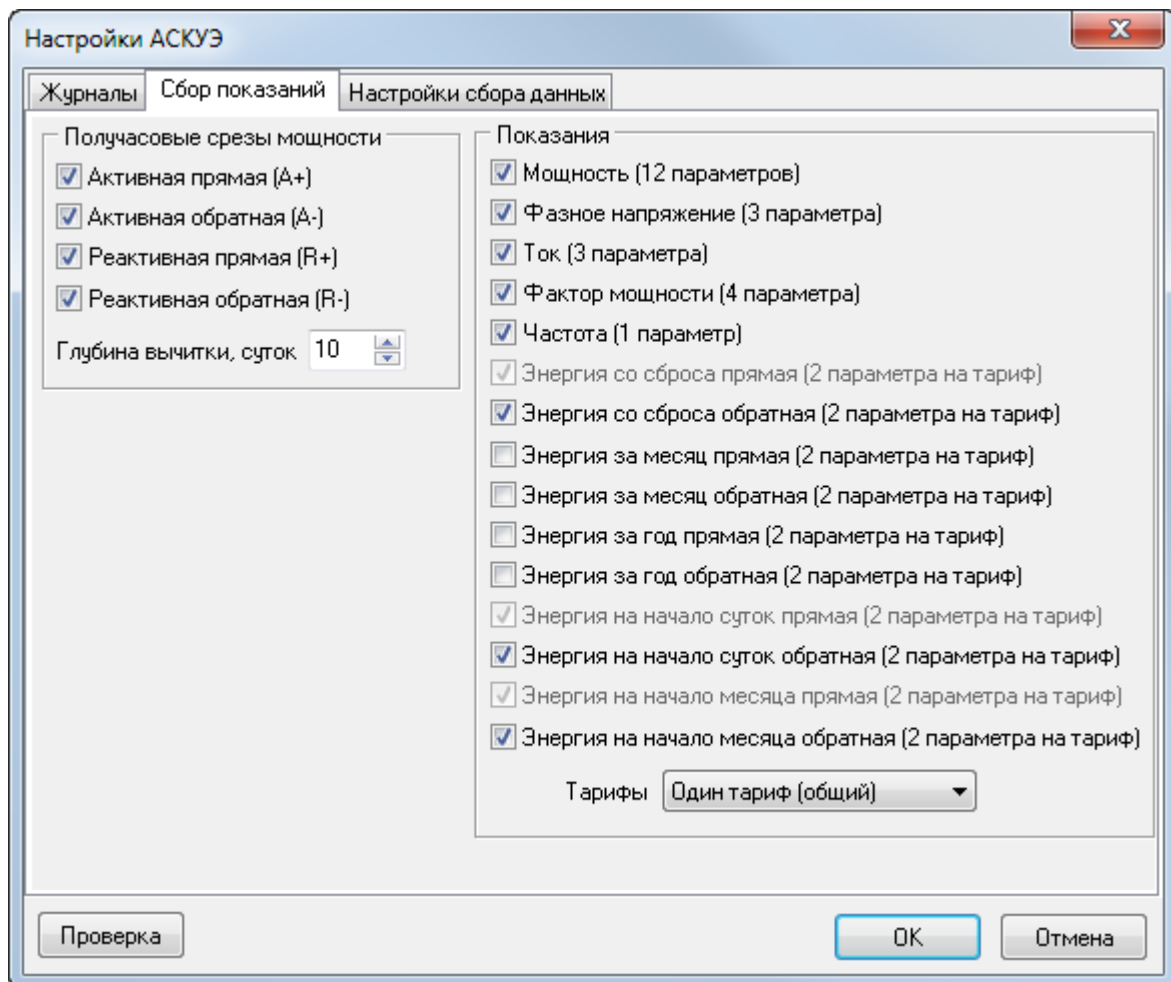 Настройки АСКУЭ
Журналы
Сбор показаний
Настройки сбора данных
Получасовые срезы мощности
Активная прямая (A+)
Активная обратная (A-)
Реактивная прямая (R+)
Реактивная обратная (R-)
Глубина вычитки, суток 10
Показания
Мощность (12 параметров)
Фазное напряжение (3 параметра)
Ток (3 параметра)
Фактор мощности (4 параметра)
Частота (1 параметр)
Энергия со сброса прямая (2 параметра на тариф)
Энергия со сброса обратная (2 параметра на тариф)
Энергия за месяц прямая (2 параметра на тариф)
Энергия за месяц обратная (2 параметра на тариф)
Энергия за год прямая (2 параметра на тариф)
Энергия за год обратная (2 параметра на тариф)
Энергия на начало суток прямая (2 параметра на тариф)
Энергия на начало суток обратная (2 параметра на тариф)
Энергия на начало месяца прямая (2 параметра на тариф)
Энергия на начало месяца обратная (2 параметра на тариф)
Тарифы Один тариф (общий)
Проверка
OK
Отмена